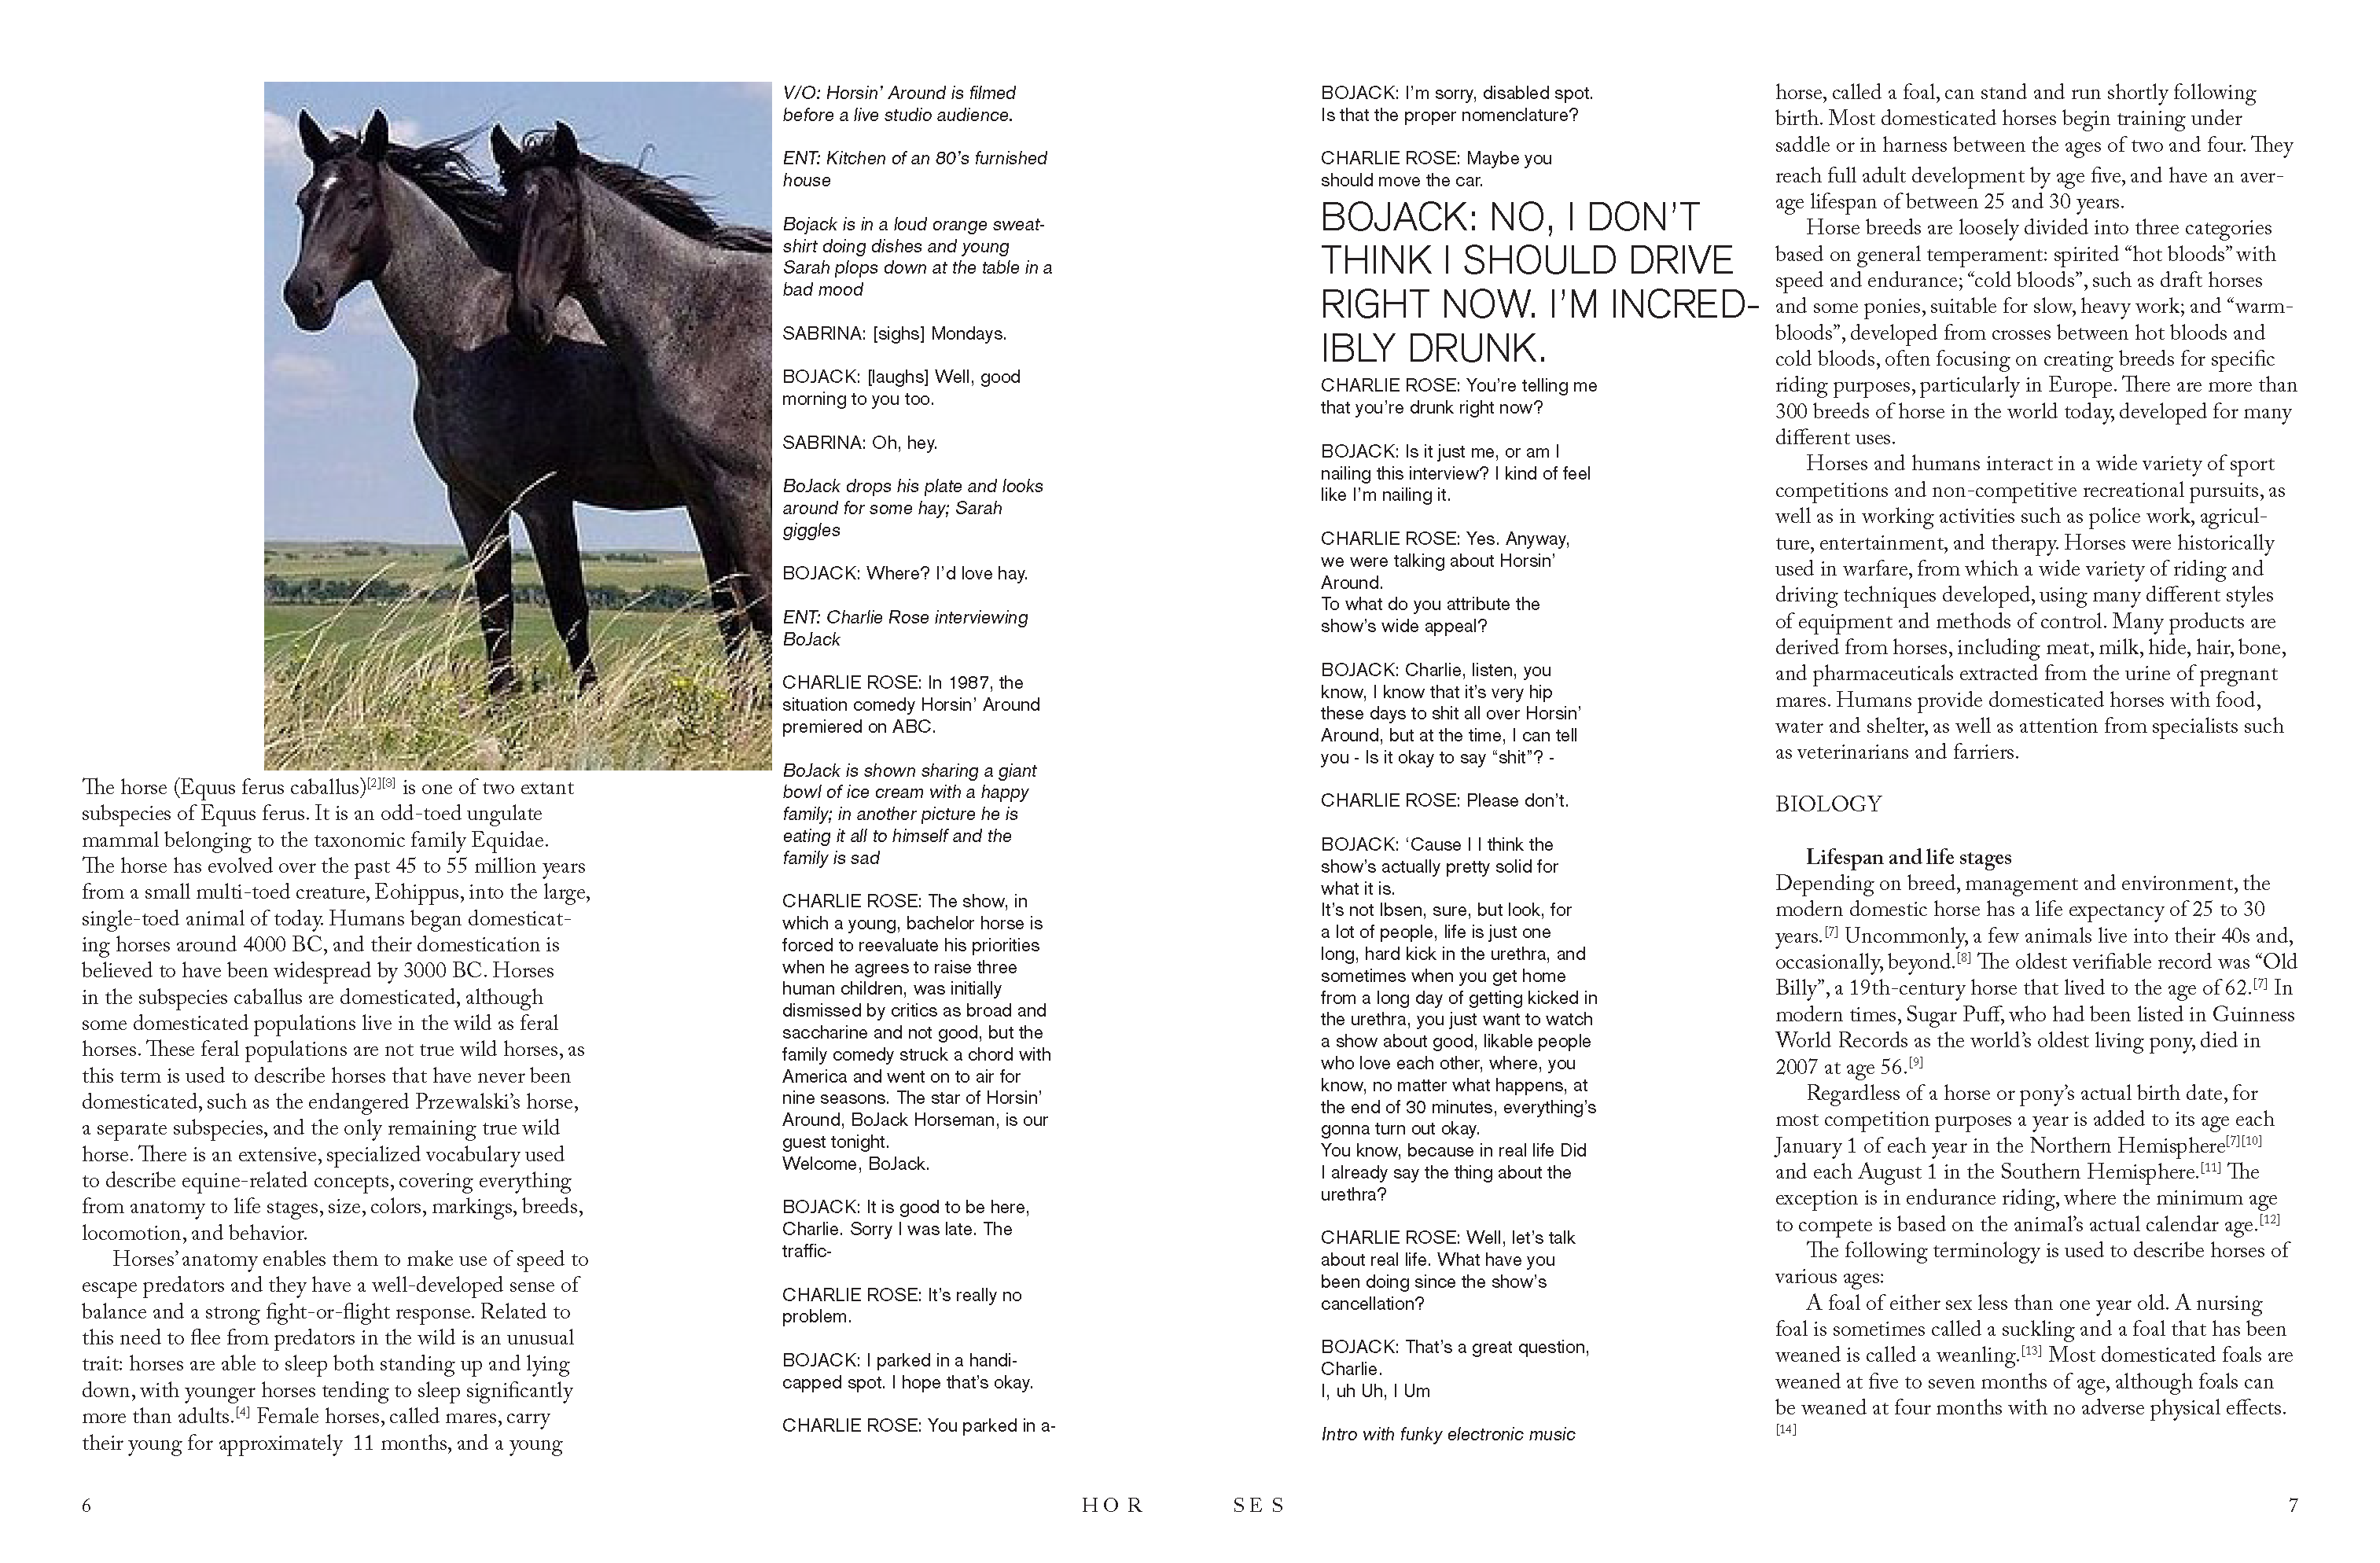 The horse (Equus ferus caballus)[2][3] is one of two extant
subspecies of Equus ferus. It is an odd-toed ungulate
mammal belonging to the taxonomic family Equidae.
The horse has evolved over the past 45 to 55 million years
from a small multi-toed creature, Eohippus, into the large,
single-toed animal of today. Humans began domesticat-
ing horses around 4000 BC, and their domestication is
believed to have been widespread by 3000 BC. Horses
in the subspecies caballus are domesticated, although
some domesticated populations live in the wild as feral
horses. These feral populations are not true wild horses, as
this term is used to describe horses that have never been
domesticated, such as the endangered Przewalski's horse,
a separate subspecies, and the only remaining true wild
horse. There is an extensive, specialized vocabulary used
to describe equine-related concepts, covering everything
from anatomy to life stages, size, colors, markings, breeds,
locomotion, and behavior.
Horses' anatomy enables them to make use of speed to
escape predators and they have a well-developed sense of
balance and a strong fight-or-flight response. Related to
this need to flee from predators in the wild is an unusual
trait: horses are able to sleep both standing up and lying
down, with younger horses tending to sleep significantly
more than adults.[4] Female horses, called mares, carry
their young for approximately 11 months, and a young
V/O: Horsin' Around is filmed
before a live studio audience.
ENT: Kitchen of an 80's furnished
house
Bojack is in a loud orange sweat-
shirt doing dishes and young
Sarah plops down at the table in a
bad mood
SABRINA: [sighs] Mondays.
BOJACK: [laughs] Well, good
morning to you too.
SABRINA: Oh, hey.
BoJack drops his plate and looks
around for some hay; Sarah
giggles
BOJACK: Where? I'd love hay.
ENT: Charlie Rose interviewing
BoJack
CHARLIE ROSE: In 1987, the
situation comedy Horsin' Around
premiered on ABC.
BoJack is shown sharing a giant
bowl of ice cream with a happy
family; in another picture he is
eating it all to himself and the
family is sad
CHARLIE ROSE: The show, in
which a young, bachelor horse is
forced to reevaluate his priorities
when he agrees to raise three
human children, was initially
dismissed by critics as broad and
saccharine and not good, but the
family comedy struck a chord with
America and went on to air for
nine seasons. The star of Horsin'
Around, BoJack Horseman, is our
guest tonight.
Welcome, BoJack.
BOJACK: It is good to be here,
Charlie. Sorry I was late. The
traffic-
CHARLIE ROSE: It's really no
problem.
BOJACK: I parked in a handi-
capped spot. I hope that's okay.
CHARLIE ROSE: You parked in a-
BOJACK: I'm sorry, disabled spot.
Is that the proper nomenclature?
CHARLIE ROSE: Maybe you
should move the car.
BOJACK: NO, I DON'T
THINK I SHOULD DRIVE
RIGHT NOW. I'M INCRED-
IBLY DRUNK.
CHARLIE ROSE: You're telling me
that you're drunk right now?
BOJACK: Is it just me, or am I
nailing this interview? I kind of feel
like I'm nailing it.
CHARLIE ROSE: Yes. Anyway,
we were talking about Horsin'
Around.
To what do you attribute the
show's wide appeal?
BOJACK: Charlie, listen, you
know, I know that it's very hip
these days to shit all over Horsin'
Around, but at the time, I can tell
you - Is it okay to say "shit"? -
CHARLIE ROSE: Please don't.
BOJACK: 'Cause I I think the
show's actually pretty solid for
what it is.
It's not Ibsen, sure, but look, for
a lot of people, life is just one
long, hard kick in the urethra, and
sometimes when you get home
from a long day of getting kicked in
the urethra, you just want to watch
a show about good, likable people
who love each other, where, you
know, no matter what happens, at
the end of 30 minutes, everything's
gonna turn out okay.
You know, because in real life Did
I already say the thing about the
urethra?
CHARLIE ROSE: Well, let's talk
about real life. What have you
been doing since the show's
cancellation?
BOJACK: That's a great question,
Charlie.
I, uh Uh, I Um
Intro with funky electronic music
horse, called a foal, can stand and run shortly following
birth. Most domesticated horses begin training under
saddle or in harness between the ages of two and four. They
reach full adult development by age five, and have an aver-
age lifespan of between 25 and 30 years.
Horse breeds are loosely divided into three categories
based on general temperament: spirited "hot bloods" with
speed and endurance; "cold bloods", such as draft horses
and some ponies, suitable for slow, heavy work; and "warm-
bloods", developed from crosses between hot bloods and
cold bloods, often focusing on creating breeds for specific
riding purposes, particularly in Europe. There are more than
300 breeds of horse in the world today, developed for many
different uses.
Horses and humans interact in a wide variety of sport
competitions and non-competitive recreational pursuits, as
well as in working activities such as police work, agricul-
ture, entertainment, and therapy. Horses were historically
used in warfare, from which a wide variety of riding and
driving techniques developed, using many different styles
of equipment and methods of control. Many products are
derived from horses, including meat, milk, hide, hair, bone,
and pharmaceuticals extracted from the urine of pregnant
mares. Humans provide domesticated horses with food,
water and shelter, as well as attention from specialists such
as veterinarians and farriers.
BIOLOGY
Lifespan and life stages
Depending on breed, management and environment, the
modern domestic horse has a life expectancy of 25 to 30
years.[7] Uncommonly, a few animals live into their 40s and,
occasionally, beyond.[8] The oldest verifiable record was "Old
Billy", a 19th-century horse that lived to the age of 62.[7] In
modern times, Sugar Puff, who had been listed in Guinness
World Records as the world's oldest living pony, died in
2007 at age 56.[9]
Regardless of a horse or pony's actual birth date, for
most competition purposes a year is added to its age each
January 1 of each year in the Northern Hemisphere[7][10]
and each August 1 in the Southern Hemisphere.[11] The
exception is in endurance riding, where the minimum age
to compete is based on the animal's actual calendar age.[12]
The following terminology is used to describe horses of
various ages:
A foal of either sex less than one year old. A nursing
foal is sometimes called a suckling and a foal that has been
weaned is called a weanling.[13] Most domesticated foals are
weaned at five to seven months of age, although foals can
be weaned at four months with no adverse physical effects.
[14]
6
HOR SES
7